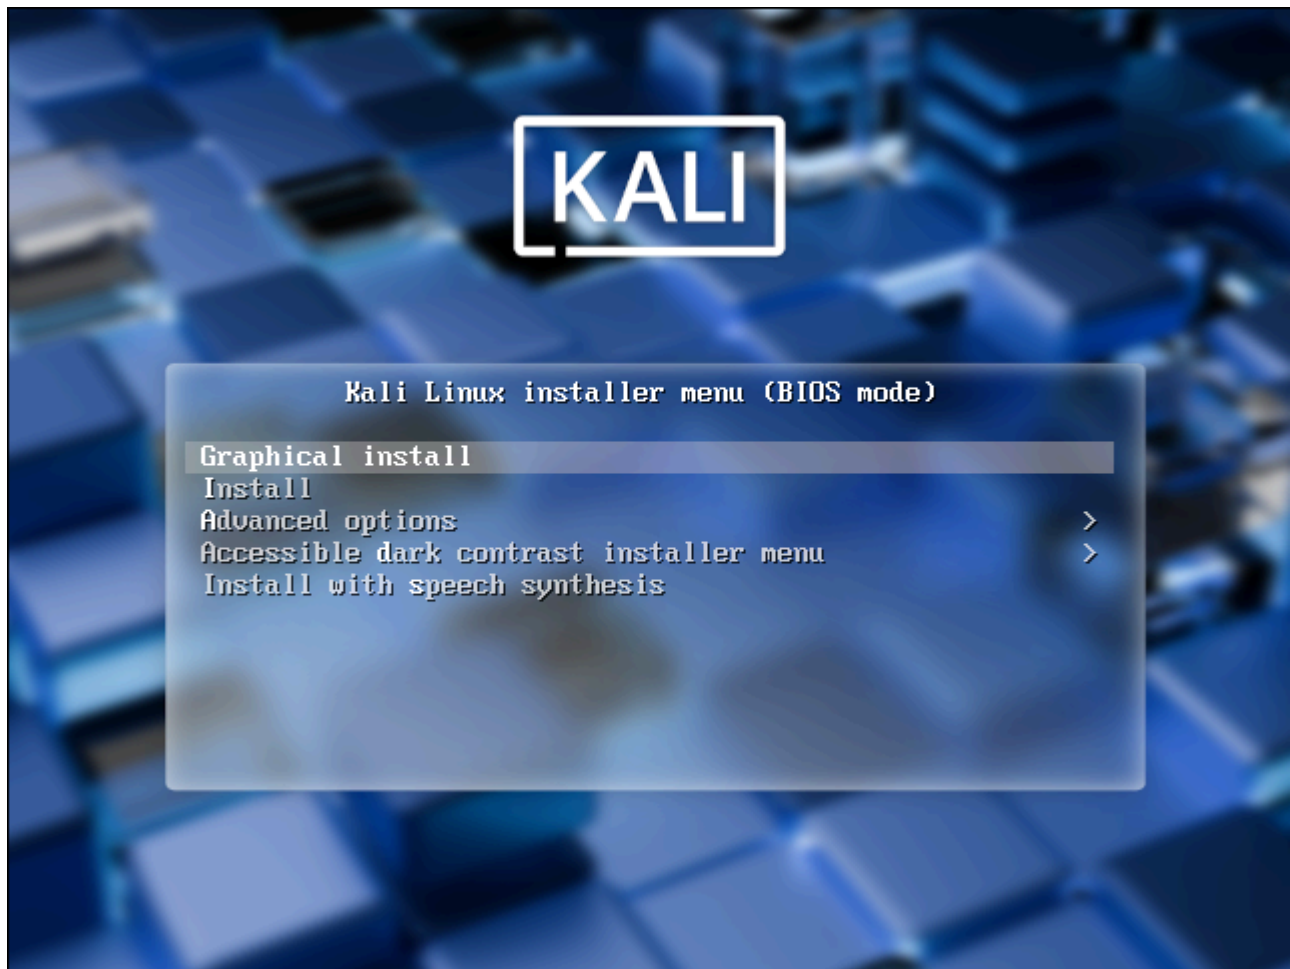 KALI
Kali Linux installer menu (BIOS mode)
Graphical install
Install
Advanced options >
Accessible dark contrast installer menu >
Install with speech synthesis